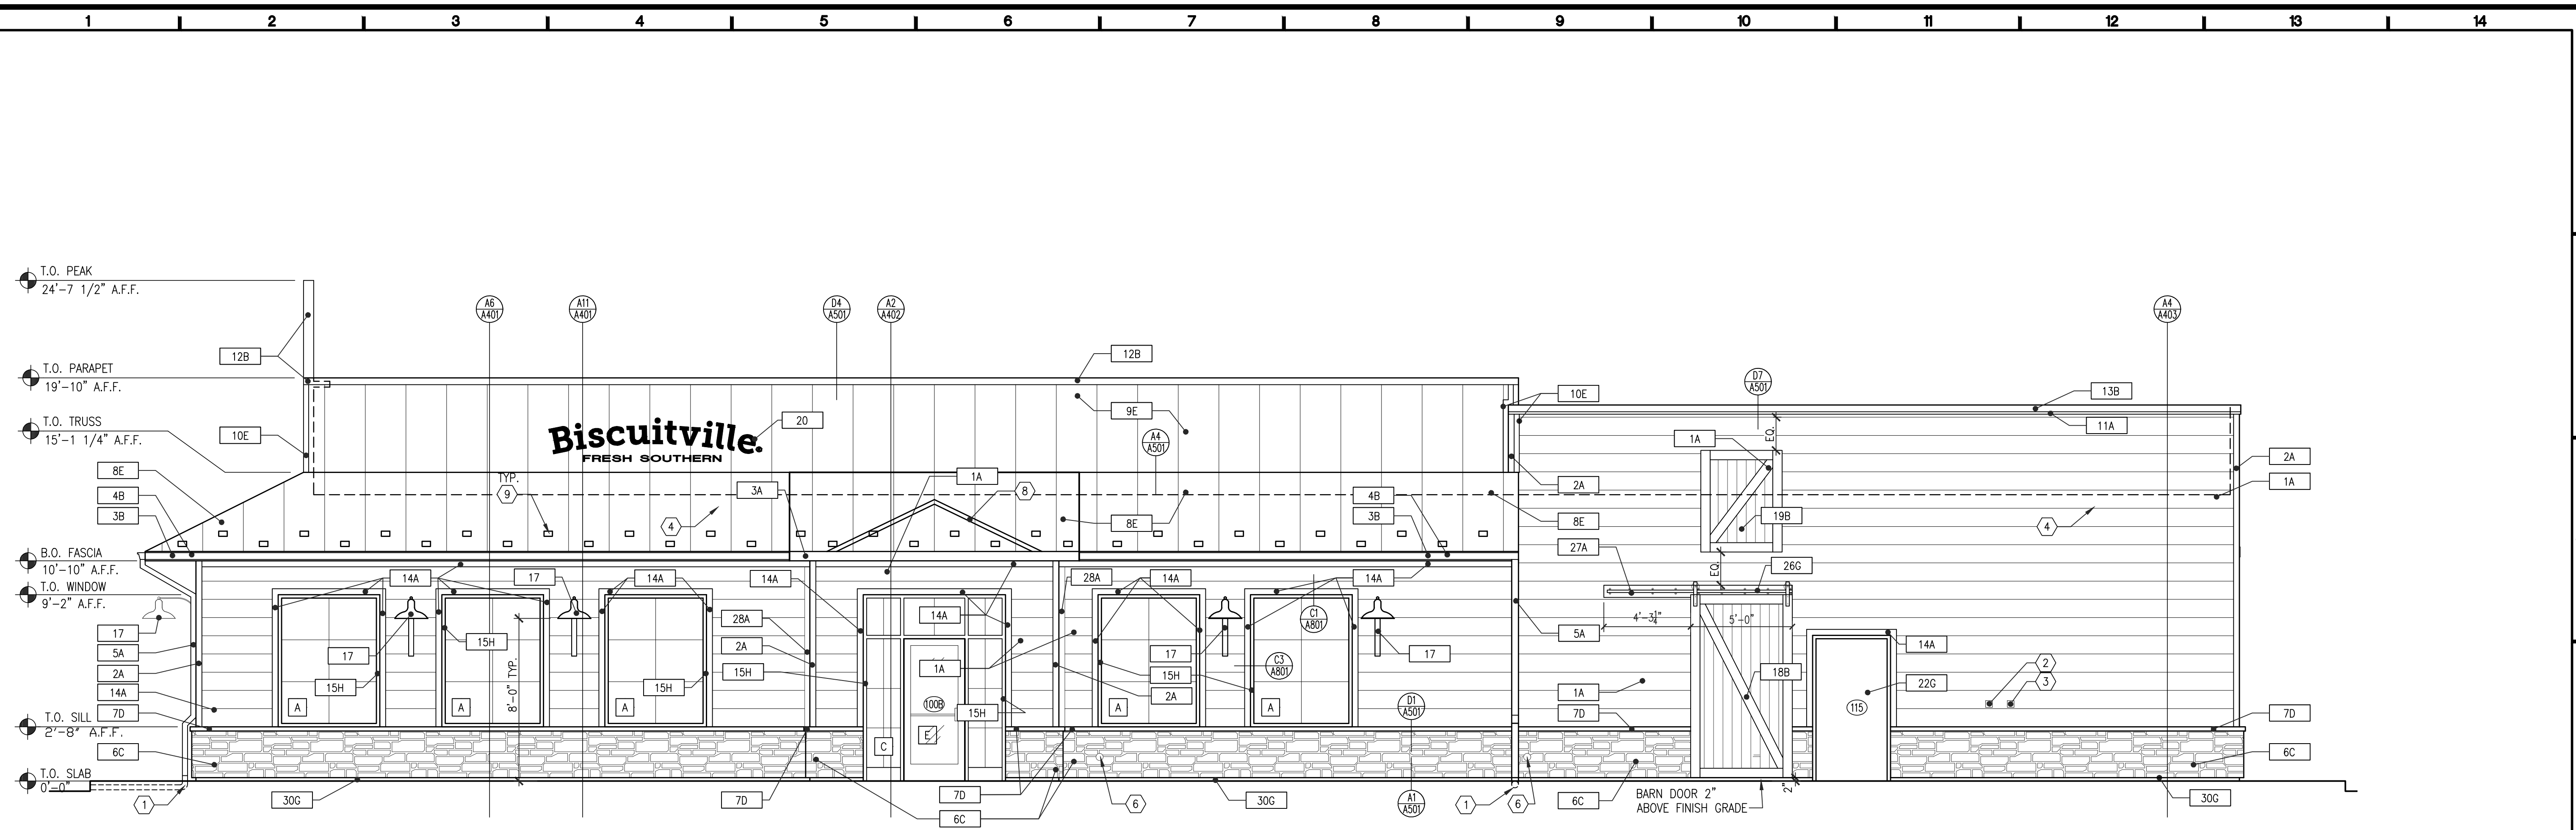 1 2 3 4 5 6 7 8 9 10 11 12 13 14
T.O. PEAK
24'-7 1/2" A.F.F.
A6
A401
A11
A401
D4
A501
A2
A402
A4
A403
12B
12B
T.O. PARAPET
19'-10" A.F.F.
D7
A501
10E
13B
9E
20
11A
T.O. TRUSS
15'-1 1/4" A.F.F.
10E
Biscuitville.
FRESH SOUTHERN
A4
A501
1A
EQ.
8E
TYP.
9
3A
1A
8
4B
2A
2A
1A
4B
3B
4
8E
3B
8E
19B
4
B.O. FASCIA
10'-10" A.F.F.
27A
26G
EQ.
T.O. WINDOW
9'-2" A.F.F.
14A
17
14A
14A
28A
14A
14A
17
28A
14A
C1
A801
4'-3 1/4"
5'-0"
5A
2A
17
15H
15H
15H
8'-0" TYP.
2A
15H
1A
17
15H
2A
C3
A801
17
5A
14A
2
3
22G
18B
1A
14A
7D
A
A
A
100B
15H
A
A
D1
A501
115
7D
7D
T.O. SILL
2'-8" A.F.F.
6C
C
E
6C
T.O. SLAB
0'-0"
1
30G
7D
7D
6C
6
30G
A1
A501
1
6
6C
BARN DOOR 2"
ABOVE FINISH GRADE
2"
30G